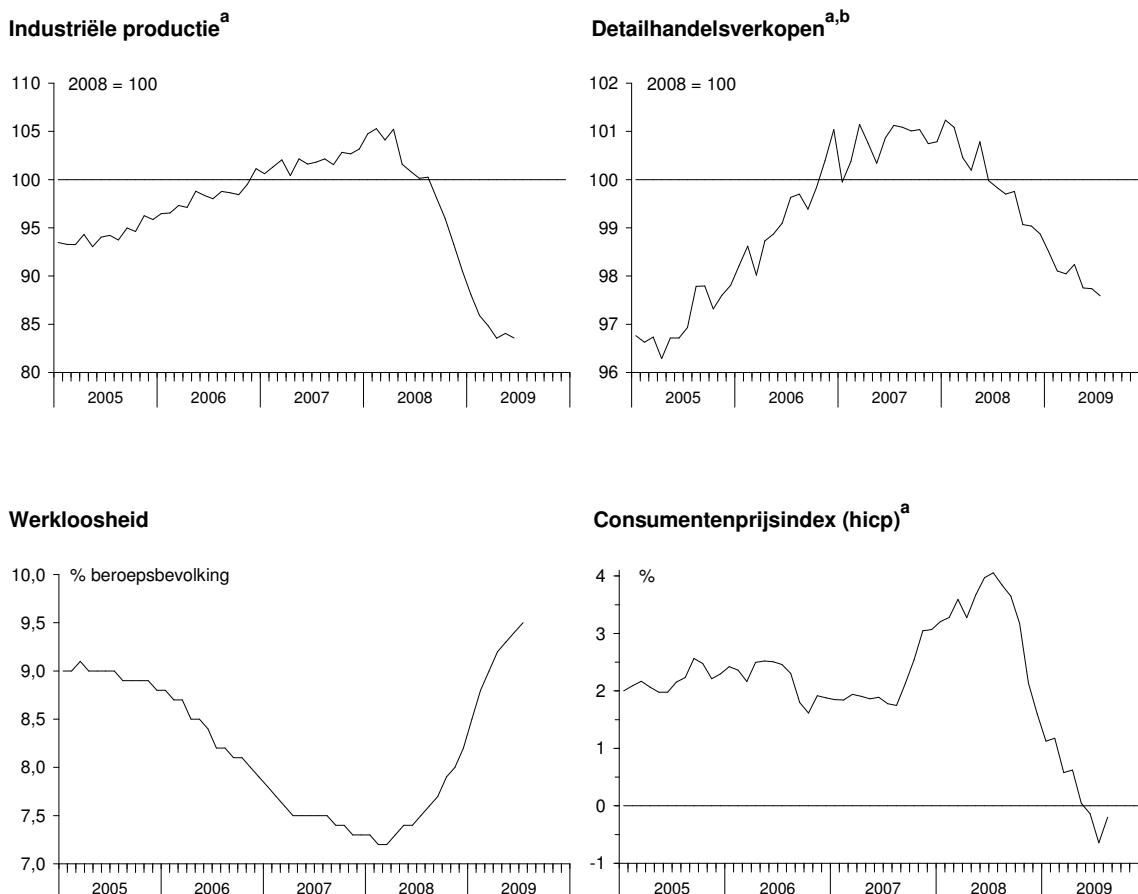 Industriële productie^a
2008 = 100
110
105
100
95
90
85
80
2005 2006 2007 2008 2009
Detailhandelsverkopen^a,b
2008 = 100
102
101
100
99
98
97
96
2005 2006 2007 2008 2009
Werkloosheid
% beroepsbevolking
10,0
9,5
9,0
8,5
8,0
7,5
7,0
2005 2006 2007 2008 2009
Consumentenprijsindex (hicp)^a
%
4
3
2
1
0
-1
2005 2006 2007 2008 2009